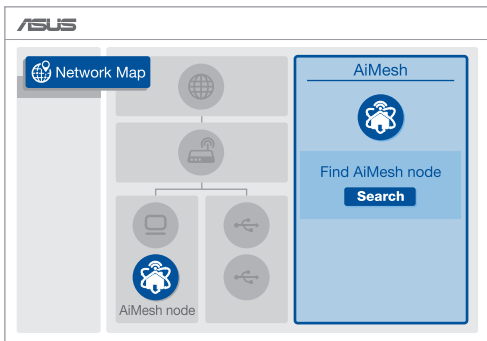 ASUS
Network Map
AiMesh
Find AiMesh node
Search
AiMesh node